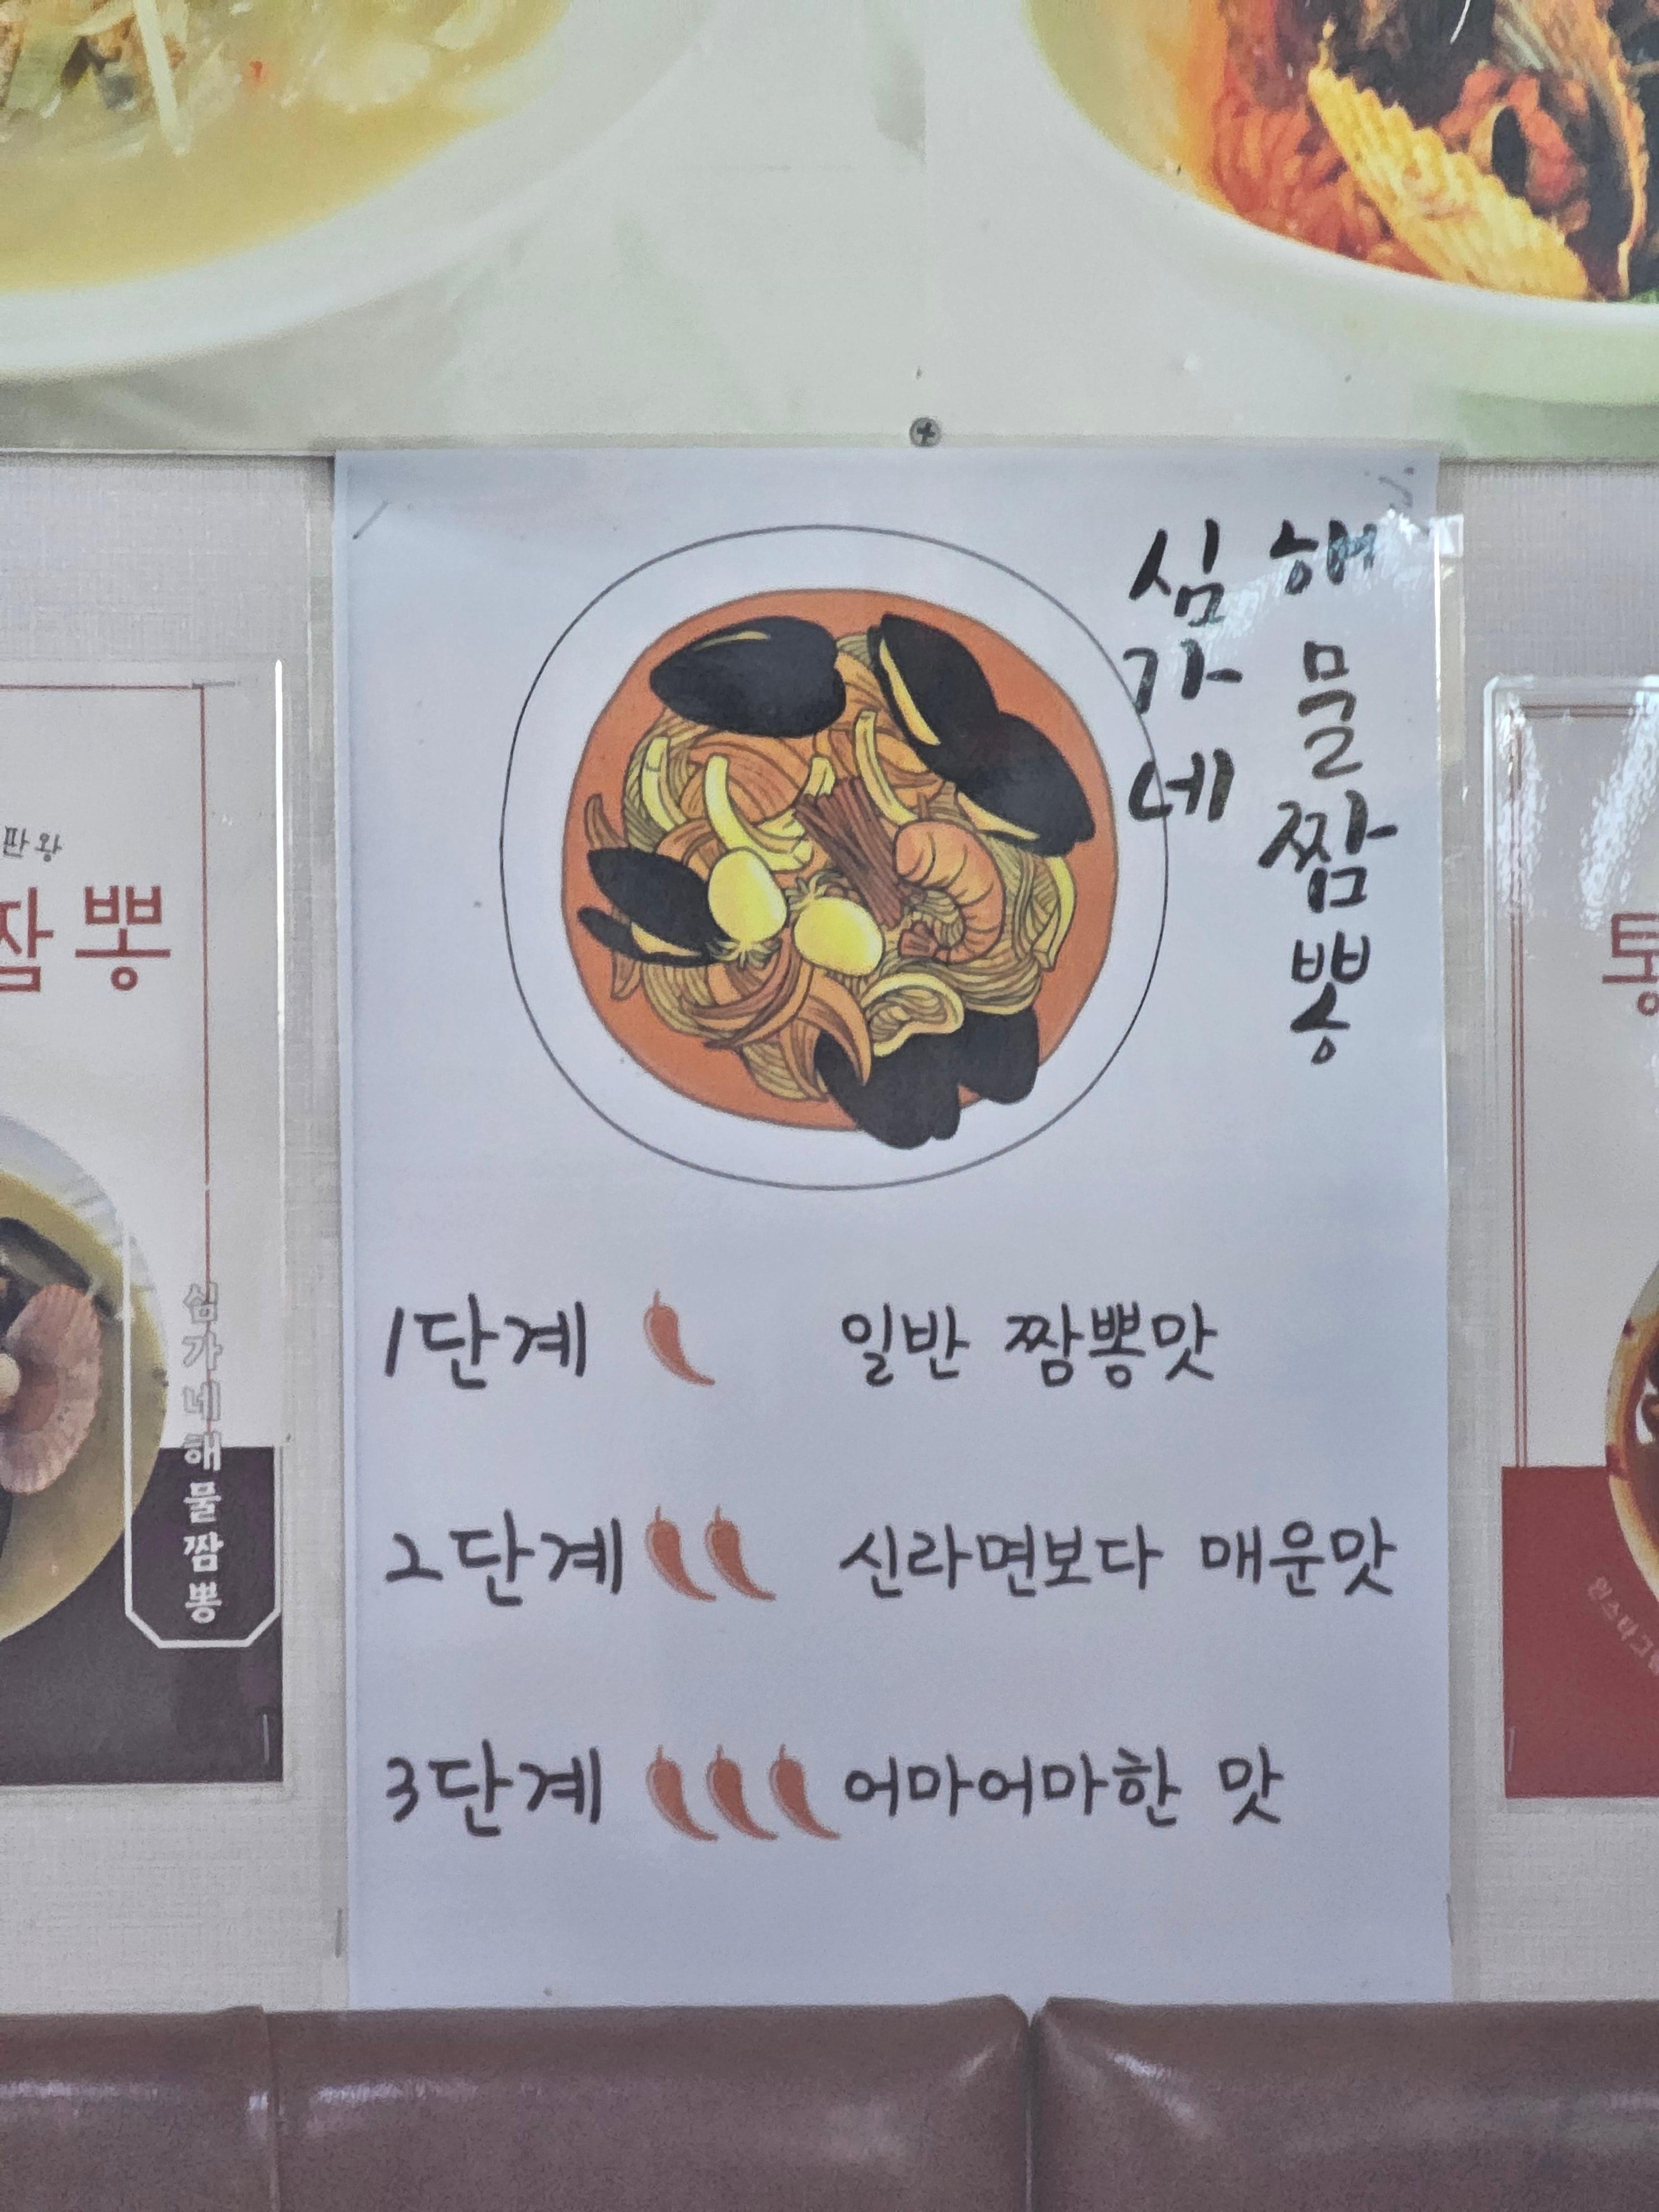 심가네
해물짬뽕
1단계 일반 짬뽕맛
2단계 신라면보다 매운맛
3단계 어마어마한 맛
판왕
짬뽕
심가네해물짬뽕